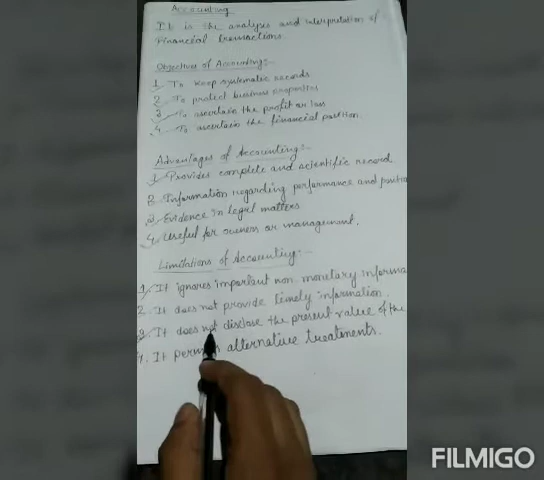 Accounting
It is the analysis and interpretation of
Financial transactions.
Objectives of Accounting:-
1. To keep systematic records
2. To protect business properties
3. To ascertain the profit or loss
4. To ascertain the financial position.
Advantages of Accounting:-
1. Provides complete and scientific record
2. Information regarding performance and positio
3. Evidence in legal matters
4. Useful for owners or management.
Limitations of Accounting:-
1. It ignores important non monetary informa
2. It does not provide timely information.
3. It does not disclose the present value of the
4. It alternative treatments.
FILMIGO